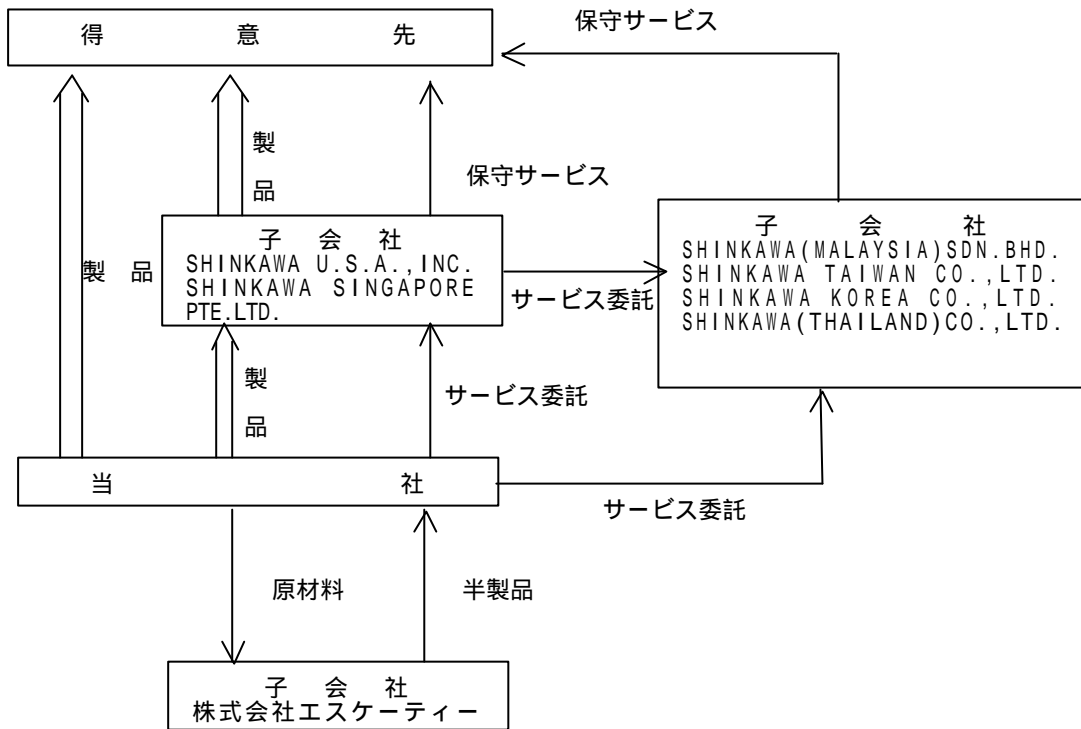 保守サービス
得意先
製品
保守サービス
子会社
SHINKAWA U.S.A.,INC.
SHINKAWA SINGAPORE
PTE.LTD.
子会社
SHINKAWA(MALAYSIA)SDN.BHD.
SHINKAWA TAIWAN CO.,LTD.
SHINKAWA KOREA CO.,LTD.
SHINKAWA(THAILAND)CO.,LTD.
製品
サービス委託
製品
サービス委託
当社
サービス委託
原材料
半製品
子会社
株式会社エスケーティー